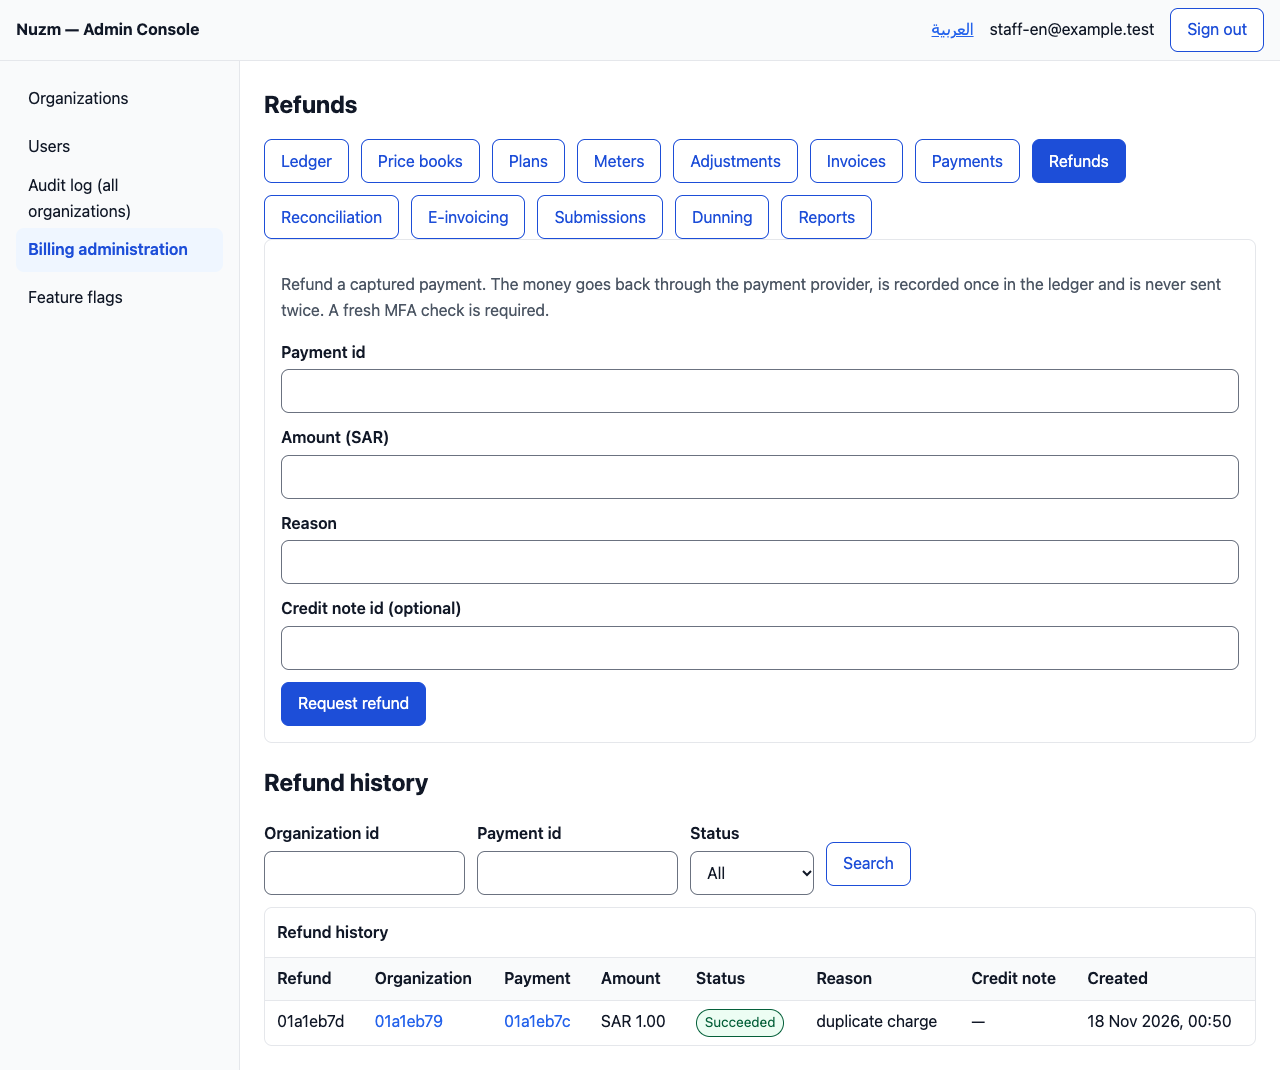 Nuzm — Admin Console
العربية
staff-en@example.test
Sign out
Organizations
Users
Audit log (all
organizations)
Billing administration
Feature flags
Refunds
Ledger
Price books
Plans
Meters
Adjustments
Invoices
Payments
Refunds
Reconciliation
E-invoicing
Submissions
Dunning
Reports
Refund a captured payment. The money goes back through the payment provider, is recorded once in the ledger and is never sent
twice. A fresh MFA check is required.
Payment id
Amount (SAR)
Reason
Credit note id (optional)
Request refund
Refund history
Organization id
Payment id
Status
All
Search
Refund history
Refund Organization Payment Amount Status Reason Credit note Created
01a1eb7d 01a1eb79 01a1eb7c SAR 1.00 Succeeded duplicate charge — 18 Nov 2026, 00:50